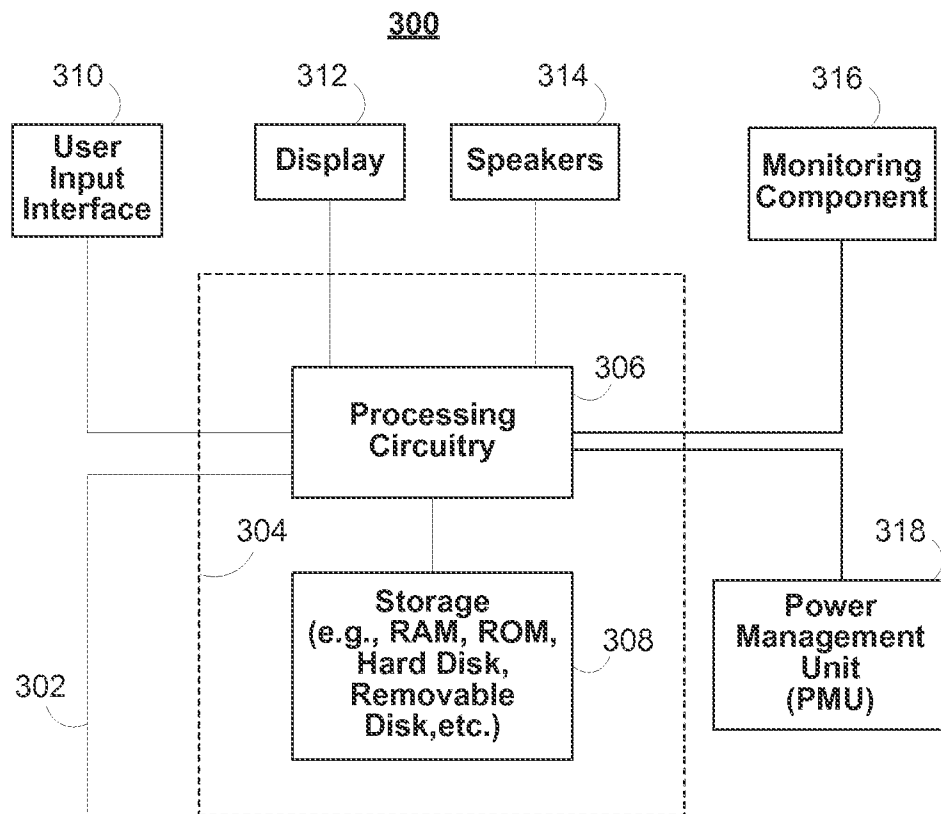 300
310
312
314
316
User
Input
Interface
Display
Speakers
Monitoring
Component
306
Processing
Circuitry
304
318
Storage
(e.g., RAM, ROM,
Hard Disk,
Removable
Disk,etc.)
308
Power
Management
Unit
(PMU)
302